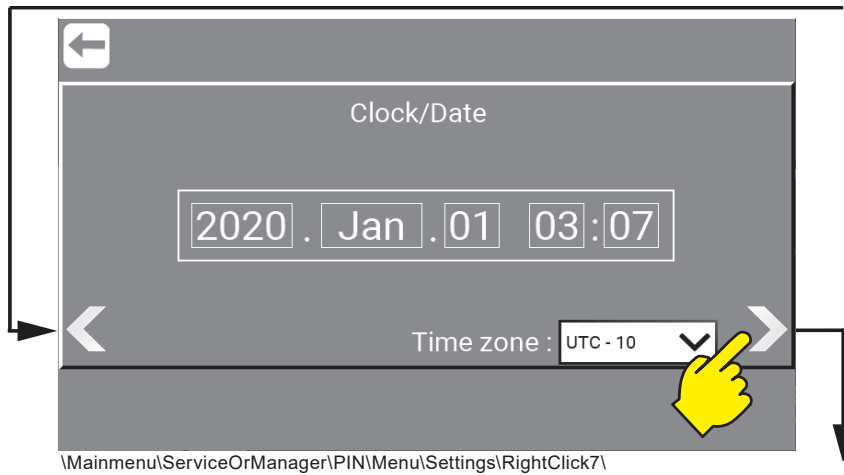 Clock/Date
2020 . Jan . 01 03 : 07
Time zone : UTC - 10
\Mainmenu\ServiceOrManager\PIN\Menu\Settings\RightClick7\